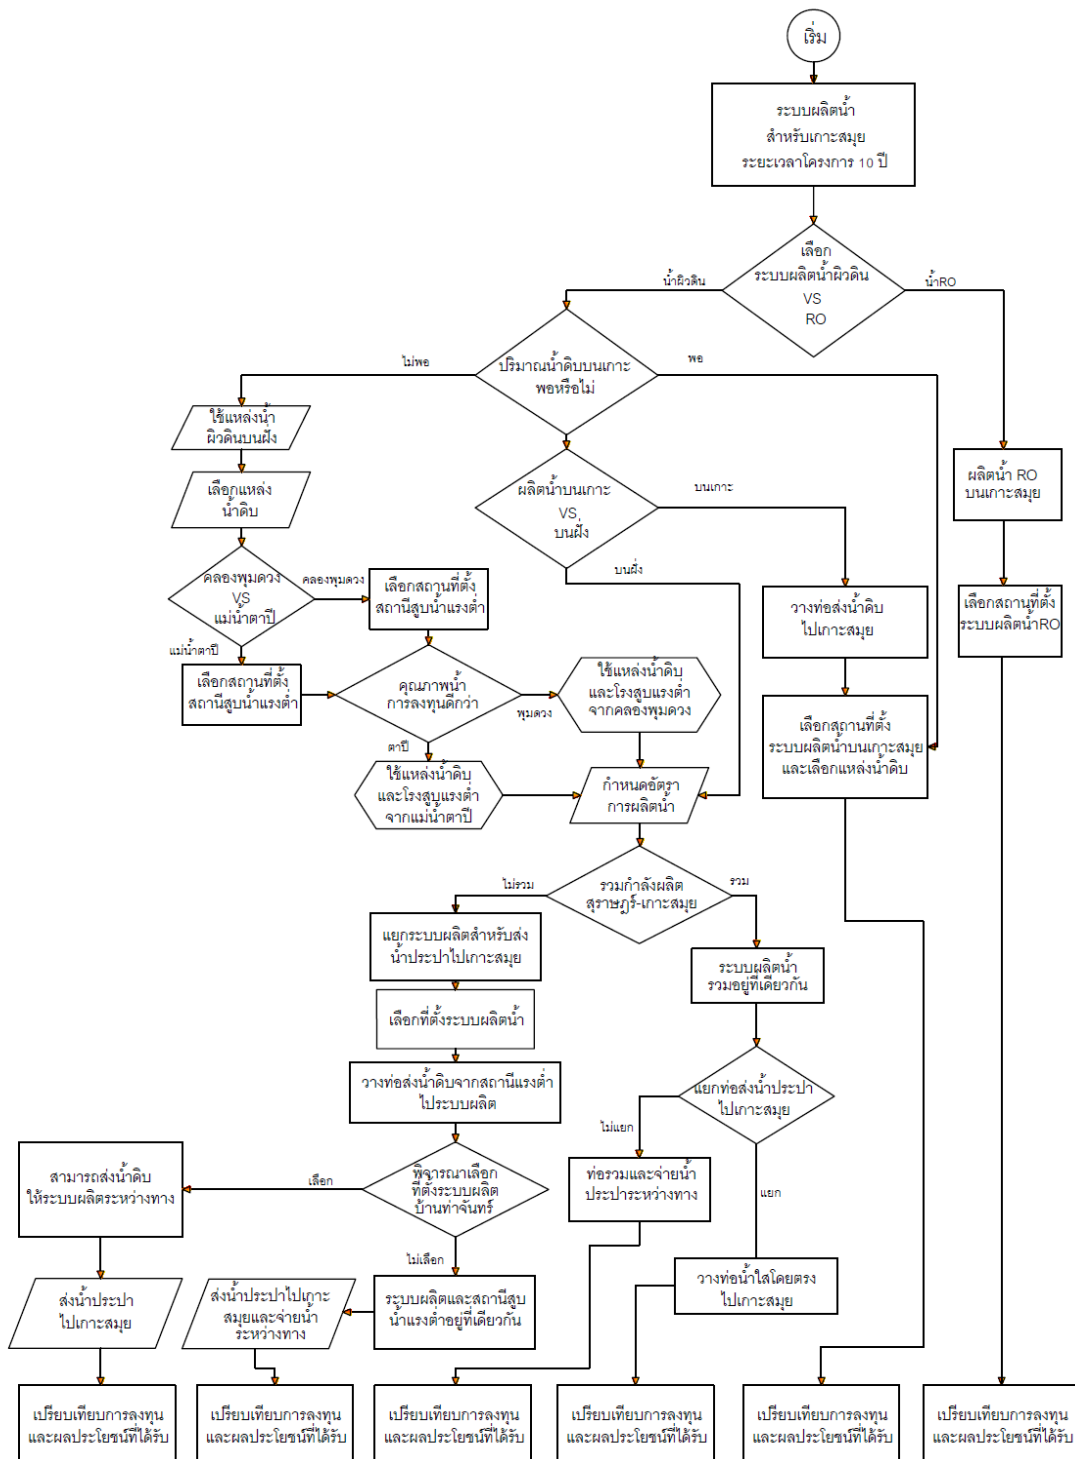 เริ่ม
ระบบผลิตน้ำ
สำหรับเกาะสมุย
ระยะเวลาโครงการ 10 ปี
เลือก
ระบบผลิตน้ำผิวดิน
VS
RO
น้ำผิวดิน
น้ำRO
ปริมาณน้ำดิบบนเกาะ
พอหรือไม่
ไม่พอ
พอ
ใช้แหล่งน้ำ
ผิวดินบนฝั่ง
เลือกแหล่ง
น้ำดิบ
ผลิตน้ำบนเกาะ
VS
บนฝั่ง
บนเกาะ
บนฝั่ง
ผลิตน้ำ RO
บนเกาะสมุย
คลองพุมดวง
VS
แม่น้ำตาปี
คลองพุมดวง
แม่น้ำตาปี
เลือกสถานที่ตั้ง
สถานีสูบน้ำแรงต่ำ
วางท่อส่งน้ำดิบ
ไปเกาะสมุย
เลือกสถานที่ตั้ง
ระบบผลิตน้ำRO
เลือกสถานที่ตั้ง
สถานีสูบน้ำแรงต่ำ
คุณภาพน้ำ
การลงทุนดีกว่า
พุมดวง
ตาปี
ใช้แหล่งน้ำดิบ
และโรงสูบแรงต่ำ
จากคลองพุมดวง
เลือกสถานที่ตั้ง
ระบบผลิตน้ำบนเกาะสมุย
และเลือกแหล่งน้ำดิบ
ใช้แหล่งน้ำดิบ
และโรงสูบแรงต่ำ
จากแม่น้ำตาปี
กำหนดอัตรา
การผลิตน้ำ
รวมกำลังผลิต
สุราษฎร์-เกาะสมุย
ไม่รวม
รวม
แยกระบบผลิตสำหรับส่ง
น้ำประปาไปเกาะสมุย
ระบบผลิตน้ำ
รวมอยู่ที่เดียวกัน
เลือกที่ตั้งระบบผลิตน้ำ
วางท่อส่งน้ำดิบจากสถานีแรงต่ำ
ไประบบผลิต
แยกท่อส่งน้ำประปา
ไปเกาะสมุย
ไม่แยก
แยก
สามารถส่งน้ำดิบ
ให้ระบบผลิตระหว่างทาง
เลือก
พิจารณาเลือก
ที่ตั้งระบบผลิต
บ้านท่าจันทร์
ไม่เลือก
ท่อรวมและจ่ายน้ำ
ประปาระหว่างทาง
ส่งน้ำประปา
ไปเกาะสมุย
ส่งน้ำประปาไปเกาะ
สมุยและจ่ายน้ำ
ระหว่างทาง
ระบบผลิตและสถานีสูบ
น้ำแรงต่ำอยู่ที่เดียวกัน
วางท่อน้ำใสโดยตรง
ไปเกาะสมุย
เปรียบเทียบการลงทุน
และผลประโยชน์ที่ได้รับ
เปรียบเทียบการลงทุน
และผลประโยชน์ที่ได้รับ
เปรียบเทียบการลงทุน
และผลประโยชน์ที่ได้รับ
เปรียบเทียบการลงทุน
และผลประโยชน์ที่ได้รับ
เปรียบเทียบการลงทุน
และผลประโยชน์ที่ได้รับ
เปรียบเทียบการลงทุน
และผลประโยชน์ที่ได้รับ